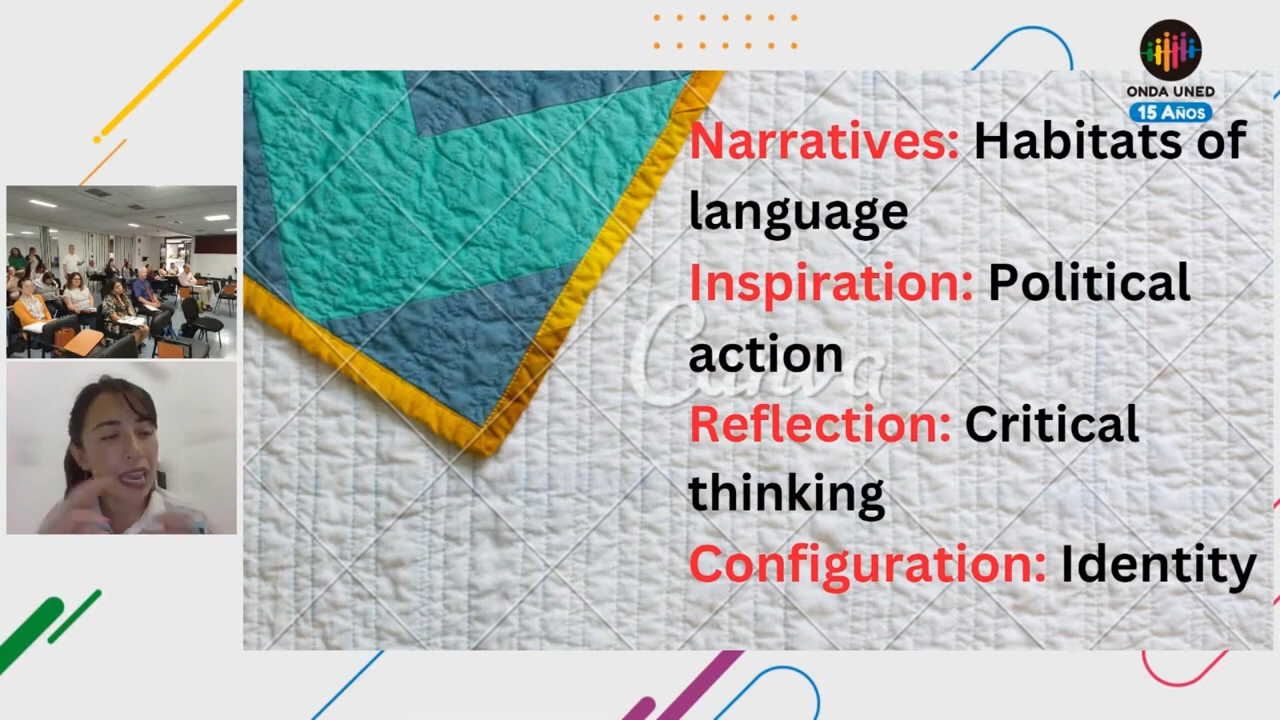 ONDA UNED
15 AÑOS
Narratives: Habitats of
language
Inspiration: Political
action
Reflection: Critical
thinking
Configuration: Identity
Canva